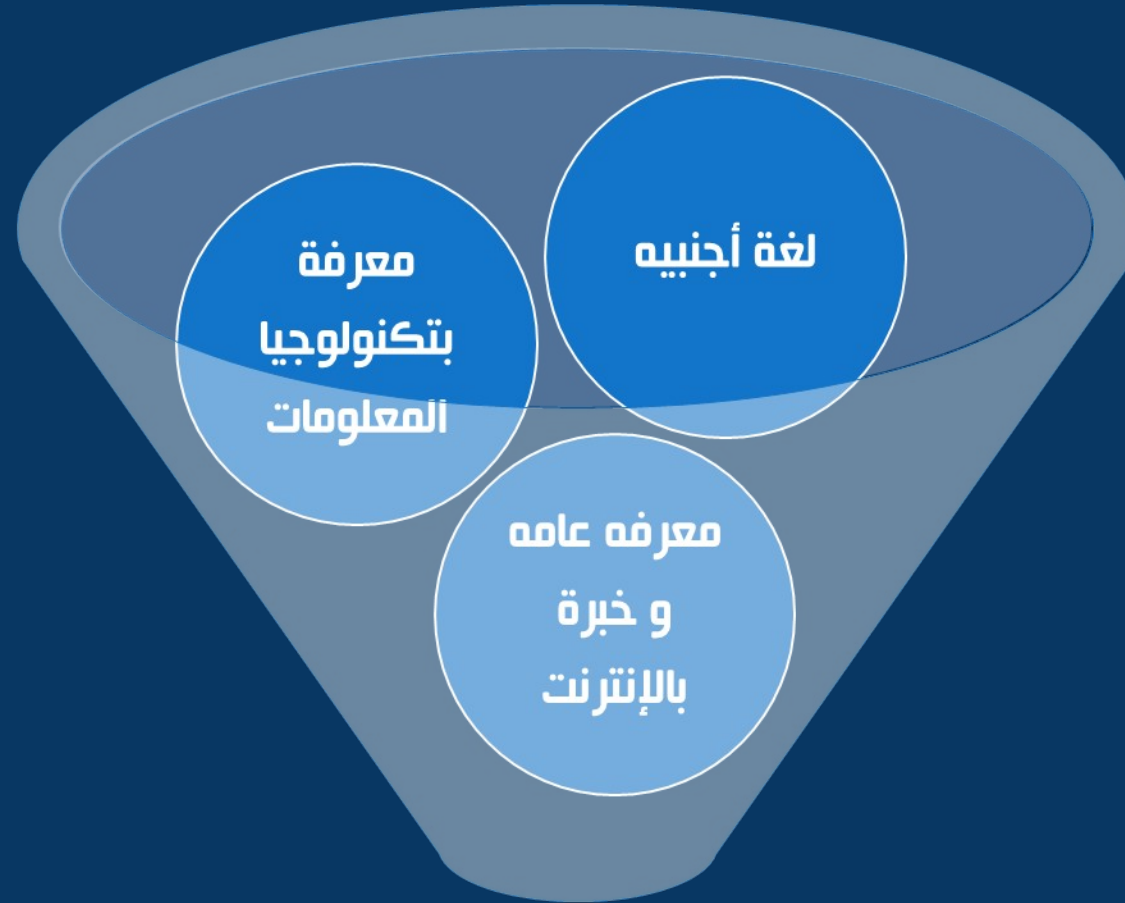 لغة أجنبيه
معرفة
بتكنولوجيا
المعلومات
معرفه عامه
و خبرة
بالإنترنت